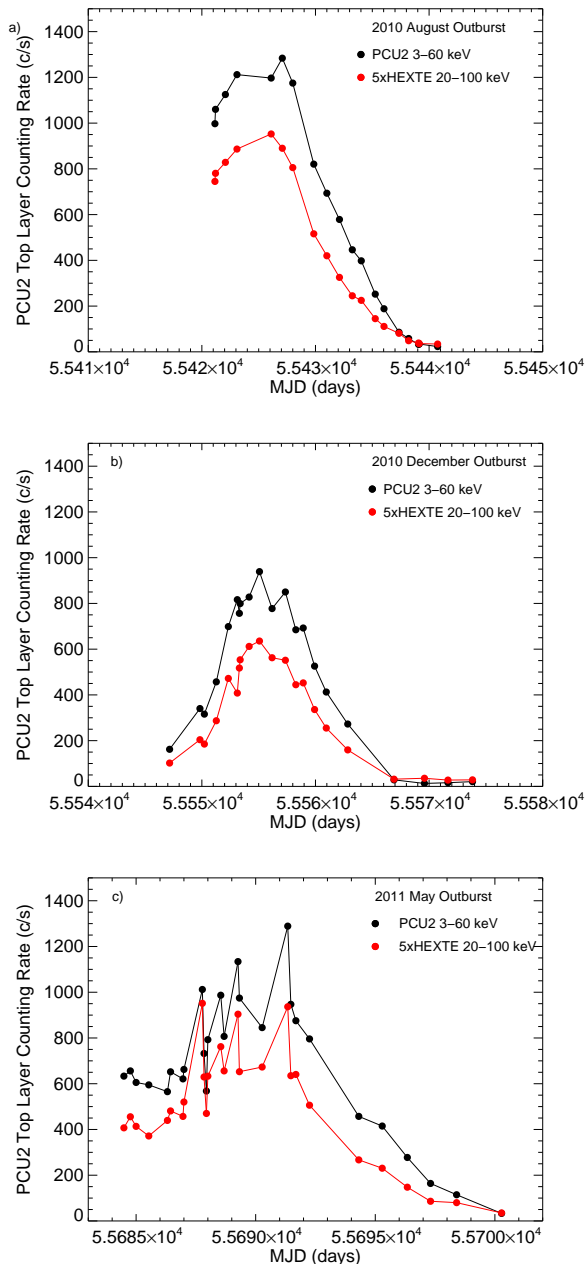 a)
2010 August Outburst
PCU2 3–60 keV
5xHEXTE 20–100 keV
PCU2 Top Layer Counting Rate (c/s)
1400
1200
1000
800
600
400
200
0
5.541×10⁴ 5.542×10⁴ 5.543×10⁴ 5.544×10⁴ 5.545×10⁴
MJD (days)
b)
2010 December Outburst
PCU2 3–60 keV
5xHEXTE 20–100 keV
PCU2 Top Layer Counting Rate (c/s)
1400
1200
1000
800
600
400
200
0
5.554×10⁴ 5.555×10⁴ 5.556×10⁴ 5.557×10⁴ 5.558×10⁴
MJD (days)
c)
2011 May Outburst
PCU2 3–60 keV
5xHEXTE 20–100 keV
PCU2 Top Layer Counting Rate (c/s)
1400
1200
1000
800
600
400
200
0
5.5685×10⁴ 5.5690×10⁴ 5.5695×10⁴ 5.5700×10⁴
MJD (days)